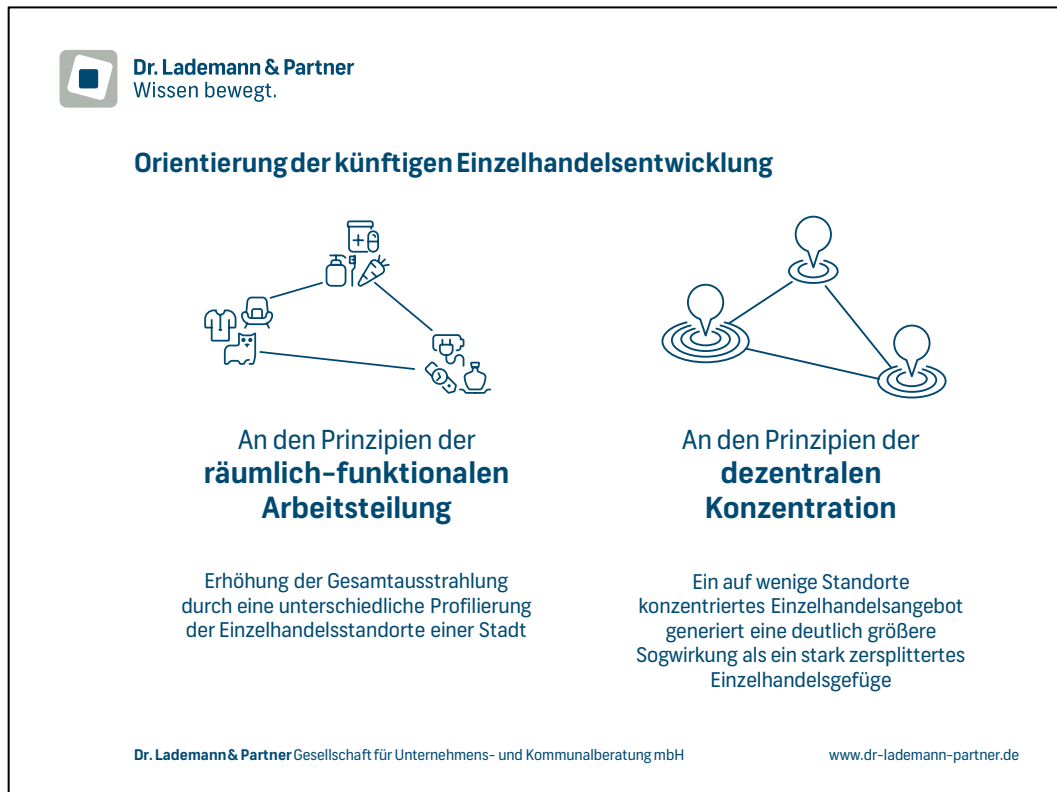 Dr. Lademann & Partner
Wissen bewegt.
Orientierung der künftigen Einzelhandelsentwicklung
An den Prinzipien der
räumlich-funktionalen
Arbeitsteilung
Erhöhung der Gesamtausstrahlung
durch eine unterschiedliche Profilierung
der Einzelhandelsstandorte einer Stadt
An den Prinzipien der
dezentralen
Konzentration
Ein auf wenige Standorte
konzentriertes Einzelhandelsangebot
generiert eine deutlich größere
Sogwirkung als ein stark zersplittertes
Einzelhandelsgefüge
Dr. Lademann & Partner Gesellschaft für Unternehmens- und Kommunalberatung mbH
www.dr-lademann-partner.de